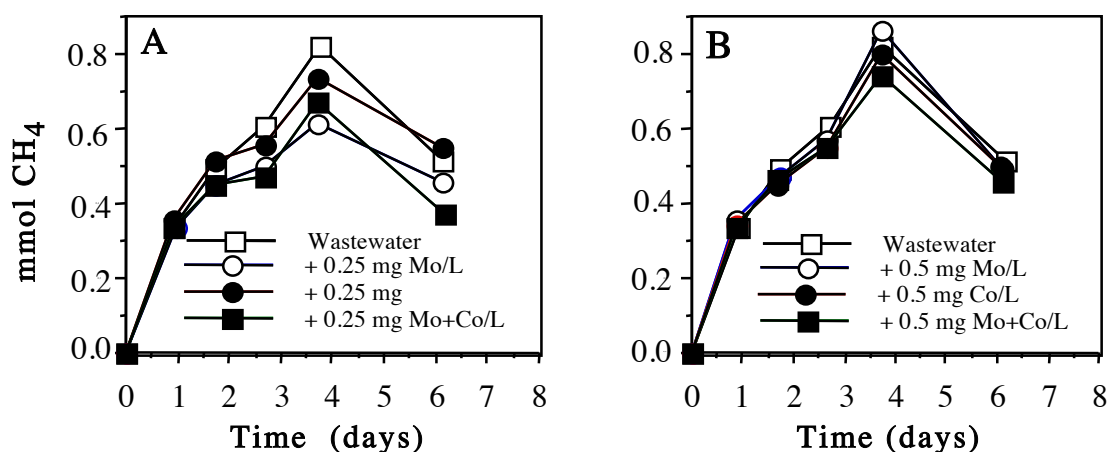 A
mmol CH4
0.8
0.6
0.4
0.2
0.0
Wastewater
+ 0.25 mg Mo/L
+ 0.25 mg
+ 0.25 mg Mo+Co/L
0 1 2 3 4 5 6 7 8
Time (days)
B
0.8
0.6
0.4
0.2
0.0
Wastewater
+ 0.5 mg Mo/L
+ 0.5 mg Co/L
+ 0.5 mg Mo+Co/L
0 1 2 3 4 5 6 7 8
Time (days)